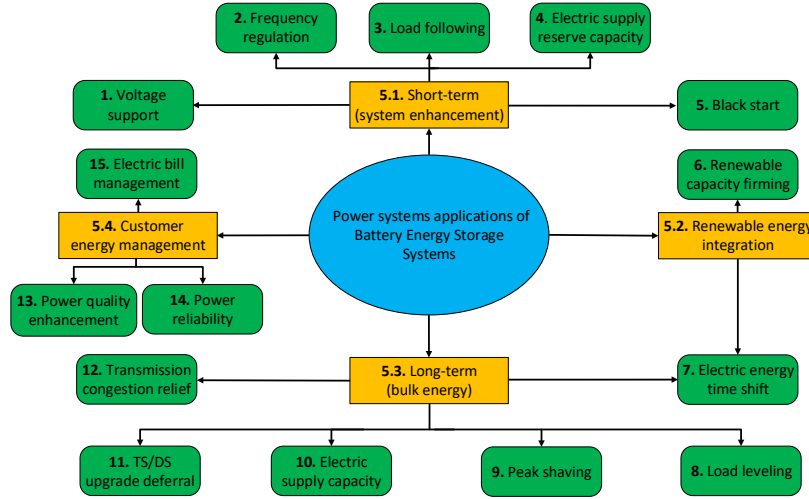 2. Frequency
regulation
3. Load following
4. Electric supply
reserve capacity
1. Voltage
support
5.1. Short-term
(system enhancement)
5. Black start
15. Electric bill
management
6. Renewable
capacity firming
5.4. Customer
energy management
Power systems applications of
Battery Energy Storage
Systems
5.2. Renewable energy
integration
13. Power quality
enhancement
14. Power
reliability
12. Transmission
congestion relief
5.3. Long-term
(bulk energy)
7. Electric energy
time shift
11. TS/DS
upgrade deferral
10. Electric
supply capacity
9. Peak shaving
8. Load leveling